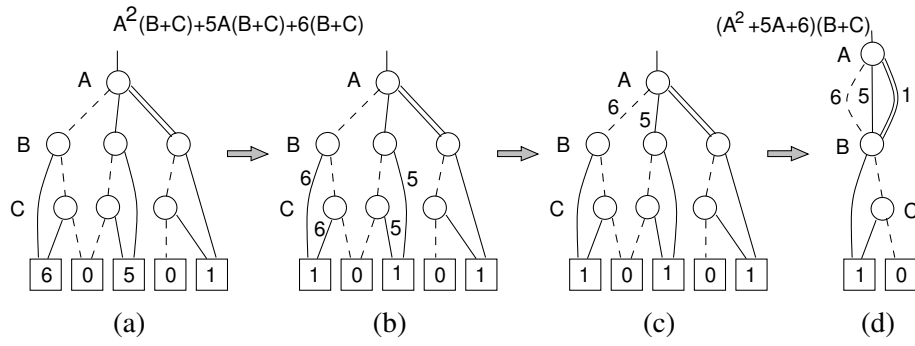 A²(B+C)+5A(B+C)+6(B+C)
(A²+5A+6)(B+C)
A A A A
6 5 6 5 1
B B B B
6 5
C C C C
6 5
6 0 5 0 1 1 0 1 0 1 1 0 1 0 1 1 0
(a) (b) (c) (d)